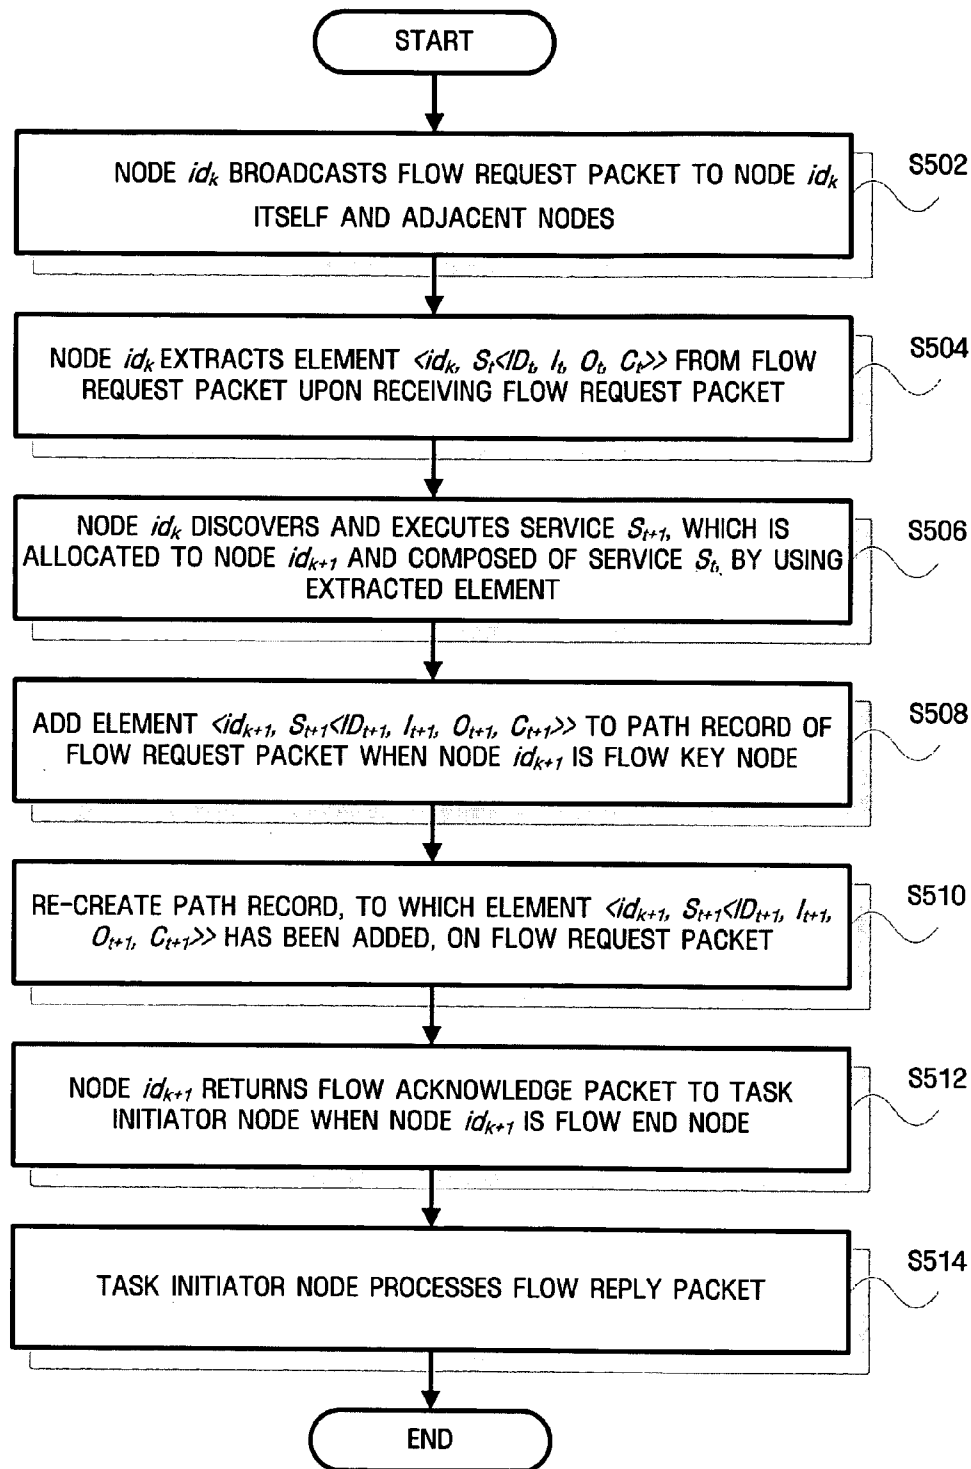 START
NODE idₖ BROADCASTS FLOW REQUEST PACKET TO NODE idₖ
ITSELF AND ADJACENT NODES
S502
NODE idₖ EXTRACTS ELEMENT <idₖ, Sₜ<IDₜ, Iₜ, Oₜ, Cₜ>> FROM FLOW
REQUEST PACKET UPON RECEIVING FLOW REQUEST PACKET
S504
NODE idₖ DISCOVERS AND EXECUTES SERVICE Sₜ₊₁, WHICH IS
ALLOCATED TO NODE idₖ₊₁ AND COMPOSED OF SERVICE Sₜ, BY USING
EXTRACTED ELEMENT
S506
ADD ELEMENT <idₖ₊₁, Sₜ₊₁<IDₜ₊₁, Iₜ₊₁, Oₜ₊₁, Cₜ₊₁>> TO PATH RECORD OF
FLOW REQUEST PACKET WHEN NODE idₖ₊₁ IS FLOW KEY NODE
S508
RE-CREATE PATH RECORD, TO WHICH ELEMENT <idₖ₊₁, Sₜ₊₁<IDₜ₊₁, Iₜ₊₁,
Oₜ₊₁, Cₜ₊₁>> HAS BEEN ADDED, ON FLOW REQUEST PACKET
S510
NODE idₖ₊₁ RETURNS FLOW ACKNOWLEDGE PACKET TO TASK
INITIATOR NODE WHEN NODE idₖ₊₁ IS FLOW END NODE
S512
TASK INITIATOR NODE PROCESSES FLOW REPLY PACKET
S514
END